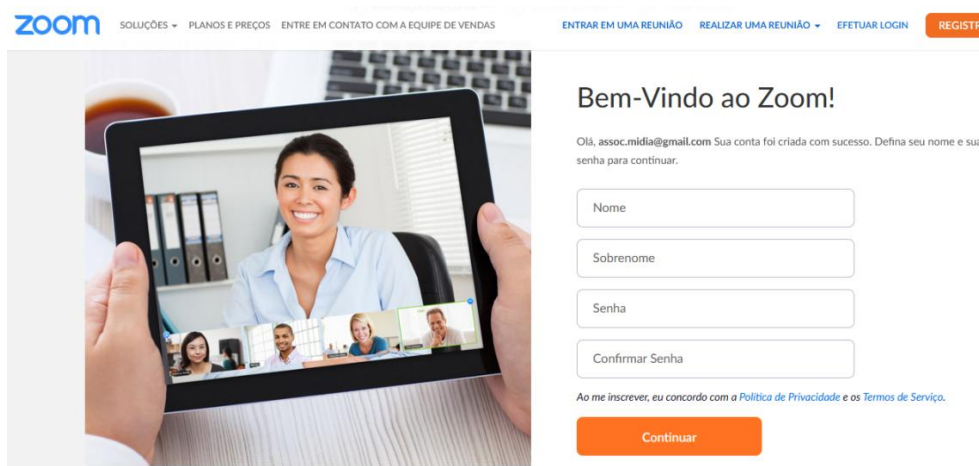 zoom
SOLUÇÕES PLANOS E PREÇOS ENTRE EM CONTATO COM A EQUIPE DE VENDAS ENTRAR EM UMA REUNIÃO REALIZAR UMA REUNIÃO EFETUAR LOGIN REGISTR
Bem-Vindo ao Zoom!
Olá, assoc.midia@gmail.com Sua conta foi criada com sucesso. Defina seu nome e sua
senha para continuar.
Nome
Sobrenome
Senha
Confirmar Senha
Ao me inscrever, eu concordo com a Política de Privacidade e os Termos de Serviço.
Continuar